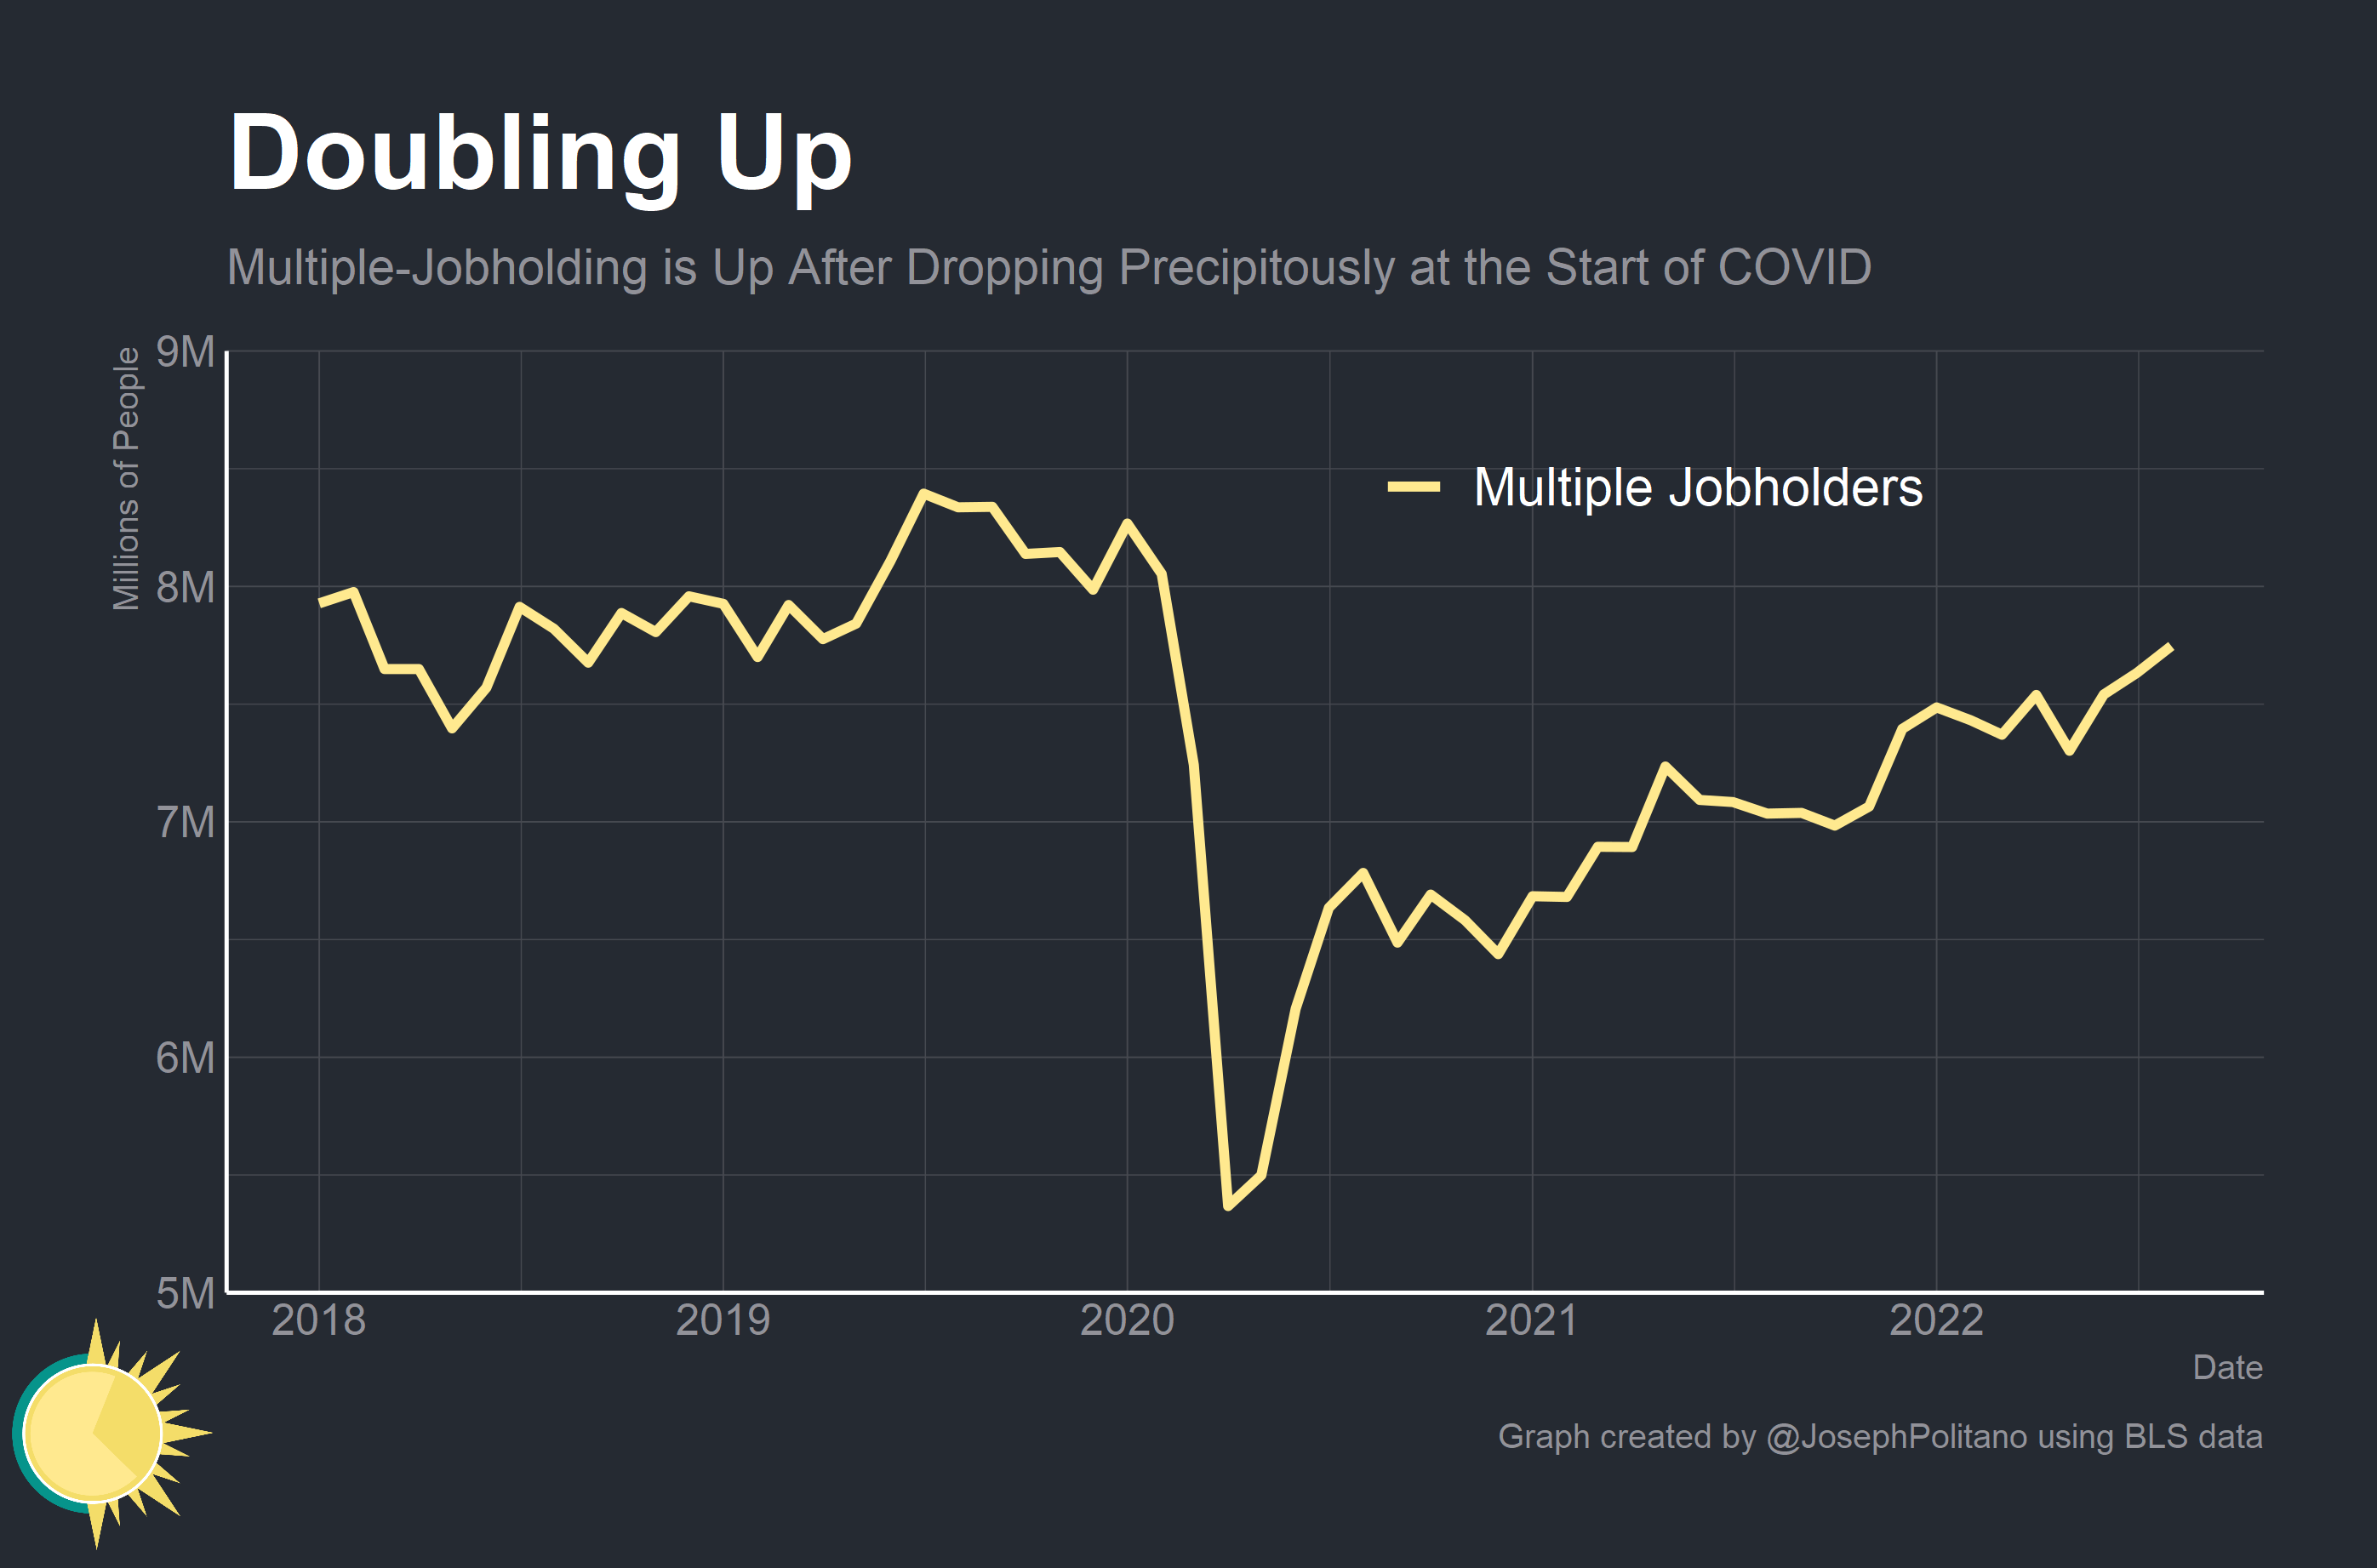 Doubling Up
Multiple-Jobholding is Up After Dropping Precipitously at the Start of COVID
Millions of People
9M
8M
7M
6M
5M
Multiple Jobholders
2018
2019
2020
2021
2022
Date
Graph created by @JosephPolitano using BLS data